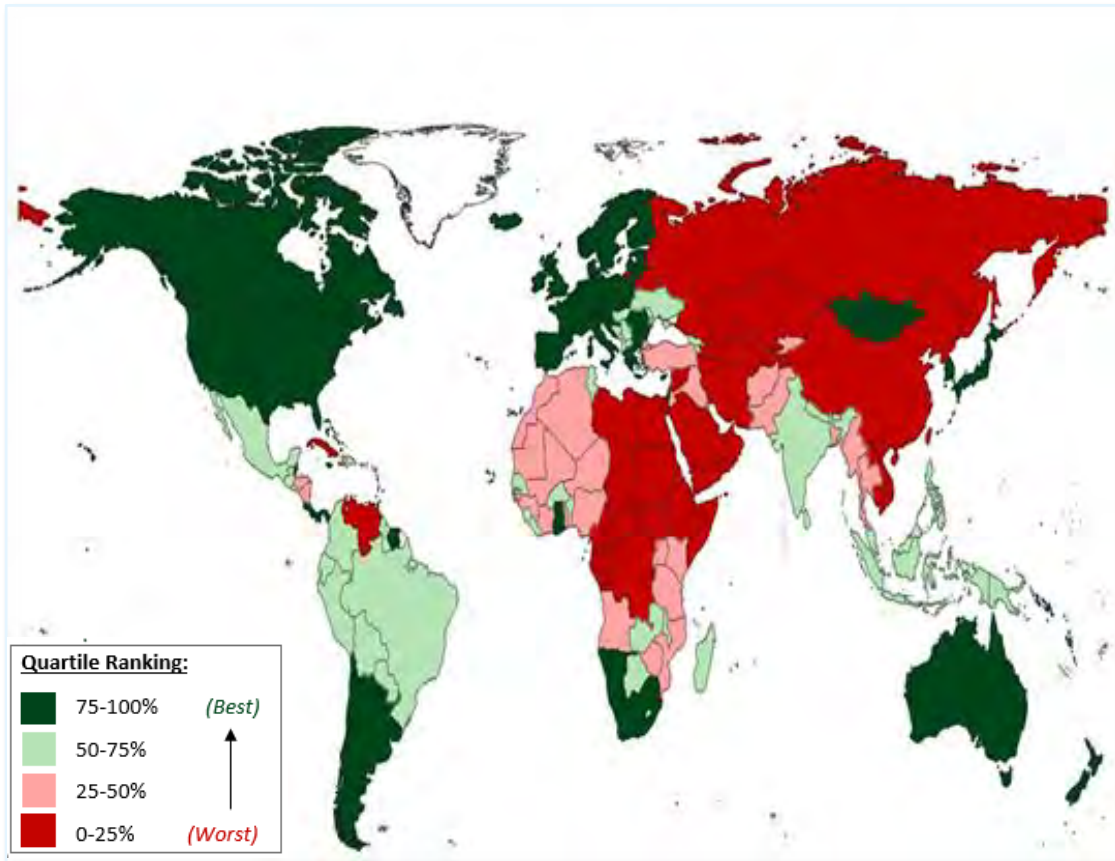 Quartile Ranking:
75-100% (Best)
50-75%
25-50%
0-25% (Worst)